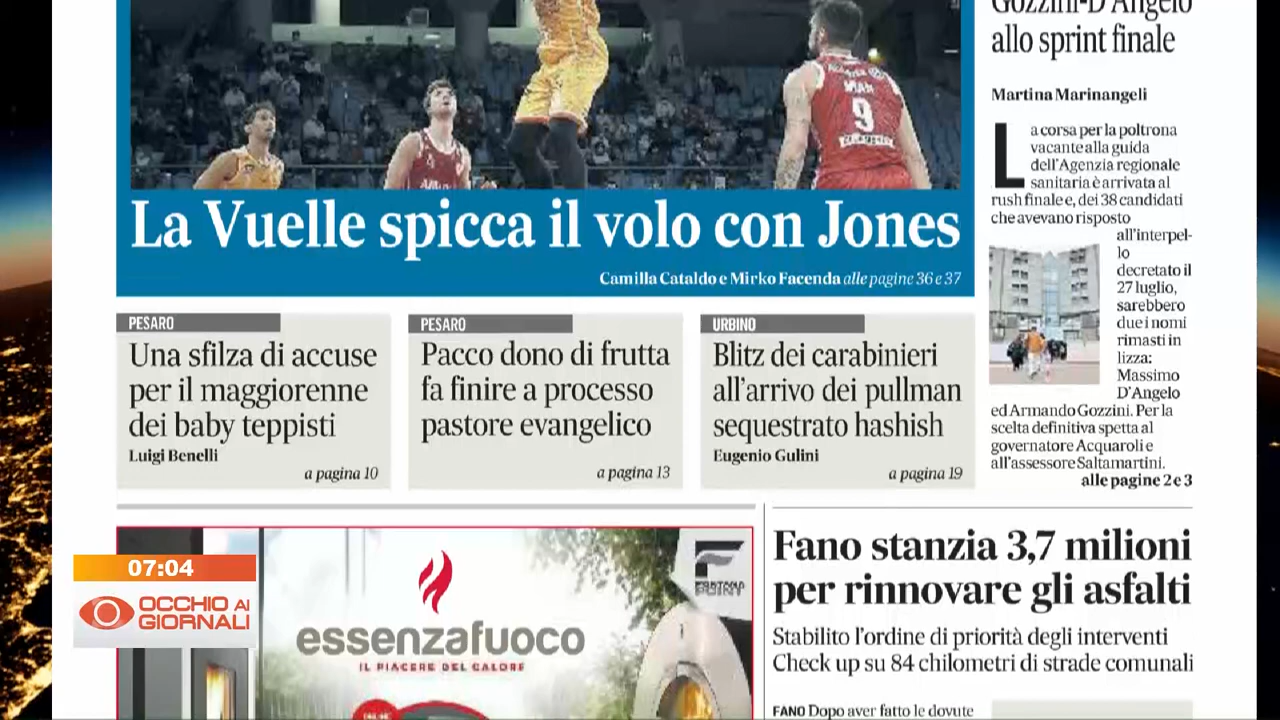 Gozzini-D'Angelo
allo sprint finale
Martina Marinangeli
La corsa per la poltrona
vacante alla guida
dell'Agenzia regionale
sanitaria è arrivata al
rush finale e, dei 38 candidati
che avevano risposto
all'interpel-
lo
decretato il
27 luglio,
sarebbero
due i nomi
rimasti in
lizza:
Massimo
D'Angelo
ed Armando Gozzini. Per la
scelta definitiva spetta al
governatore Acquaroli e
all'assessore Saltamartini.
alle pagine 2 e 3
9
La Vuelle spicca il volo con Jones
Camilla Cataldo e Mirko Facenda alle pagine 36 e 37
PESARO
Una sfilza di accuse
per il maggiorenne
dei baby teppisti
Luigi Benelli
a pagina 10
PESARO
Pacco dono di frutta
fa finire a processo
pastore evangelico
a pagina 13
URBINO
Blitz dei carabinieri
all'arrivo dei pullman
sequestrato hashish
Eugenio Gulini
a pagina 19
essenzafuoco
IL PIACERE DEL CALORE
Fano stanzia 3,7 milioni
per rinnovare gli asfalti
Stabilito l'ordine di priorità degli interventi
Check up su 84 chilometri di strade comunali
FANO Dopo aver fatto le dovute
07:04
OCCHIO AI
GIORNALI